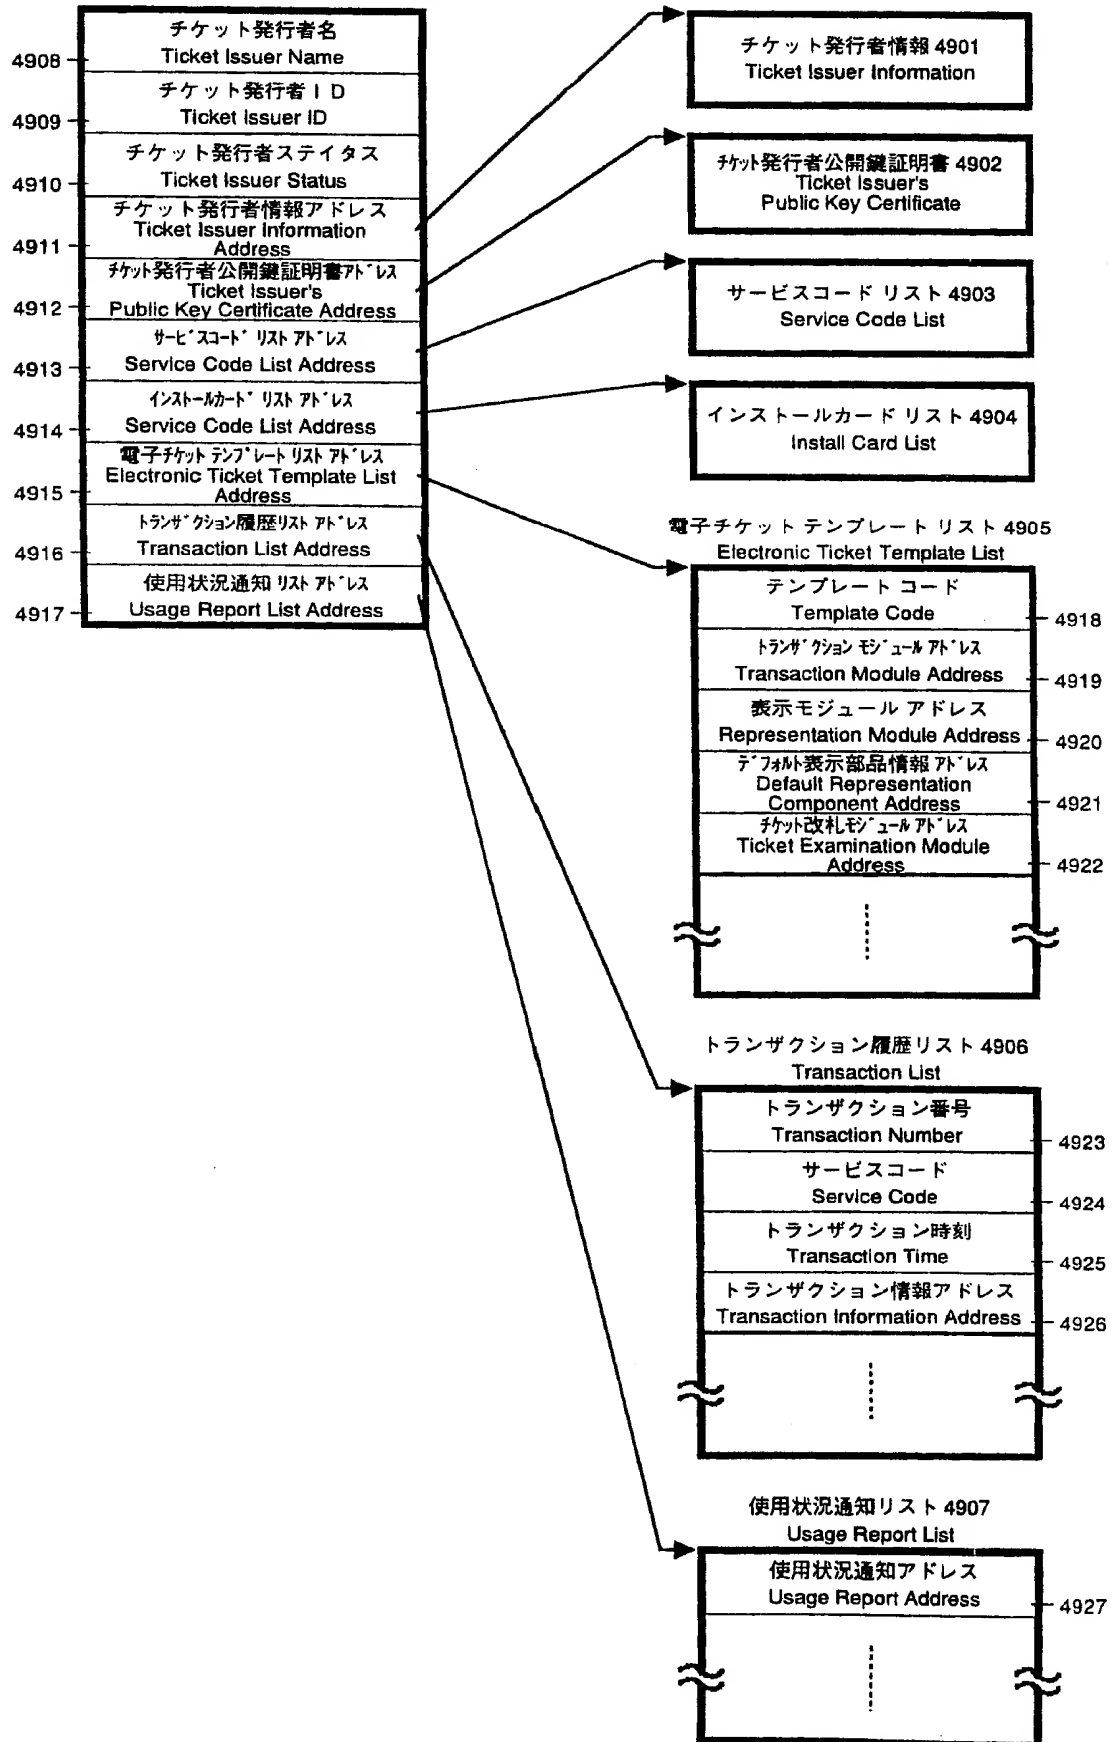 チケット発行者名
Ticket Issuer Name
4908
チケット発行者ID
Ticket Issuer ID
4909
チケット発行者ステイタス
Ticket Issuer Status
4910
チケット発行者情報アドレス
Ticket Issuer Information
Address
4911
チケット発行者公開鍵証明書アドレス
Ticket Issuer's
Public Key Certificate Address
4912
サービスコード リスト アドレス
Service Code List Address
4913
インストールカード リスト アドレス
Service Code List Address
4914
電子チケット テンプレート リスト アドレス
Electronic Ticket Template List
Address
4915
トランザクション履歴リスト アドレス
Transaction List Address
4916
使用状況通知 リスト アドレス
Usage Report List Address
4917
チケット発行者情報 4901
Ticket Issuer Information
チケット発行者公開鍵証明書 4902
Ticket Issuer's
Public Key Certificate
サービスコード リスト 4903
Service Code List
インストールカード リスト 4904
Install Card List
電子チケット テンプレート リスト 4905
Electronic Ticket Template List
テンプレート コード
Template Code
4918
トランザクション モジュール アドレス
Transaction Module Address
4919
表示モジュール アドレス
Representation Module Address
4920
デフォルト表示部品情報 アドレス
Default Representation
Component Address
4921
チケット改札モジュール アドレス
Ticket Examination Module
Address
4922
トランザクション履歴リスト 4906
Transaction List
トランザクション番号
Transaction Number
4923
サービスコード
Service Code
4924
トランザクション時刻
Transaction Time
4925
トランザクション情報アドレス
Transaction Information Address
4926
使用状況通知リスト 4907
Usage Report List
使用状況通知アドレス
Usage Report Address
4927